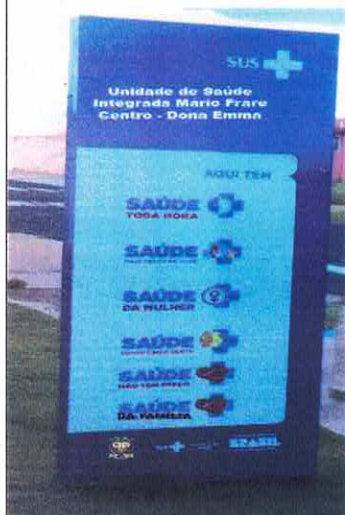 SUS
Unidade de Saúde
Integrada Mário Frare
Centro - Dona Emma
AQUI TEM
SAÚDE
TODA HORA
SAÚDE
SAÚDE
DA MULHER
SAÚDE
SAÚDE
NÃO TEM PREÇO
SAÚDE
DA FAMÍLIA
BRASIL